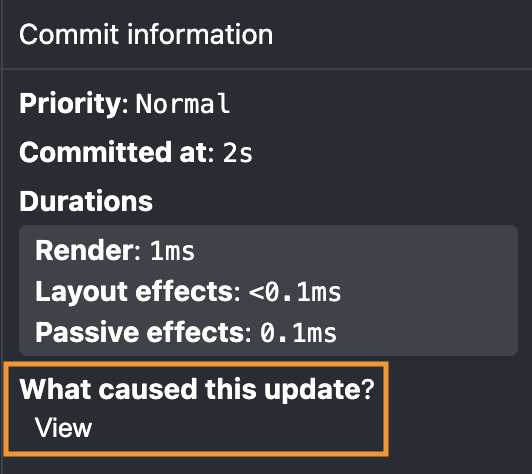 Commit information
Priority: Normal
Committed at: 2s
Durations
Render: 1ms
Layout effects: <0.1ms
Passive effects: 0.1ms
What caused this update?
View